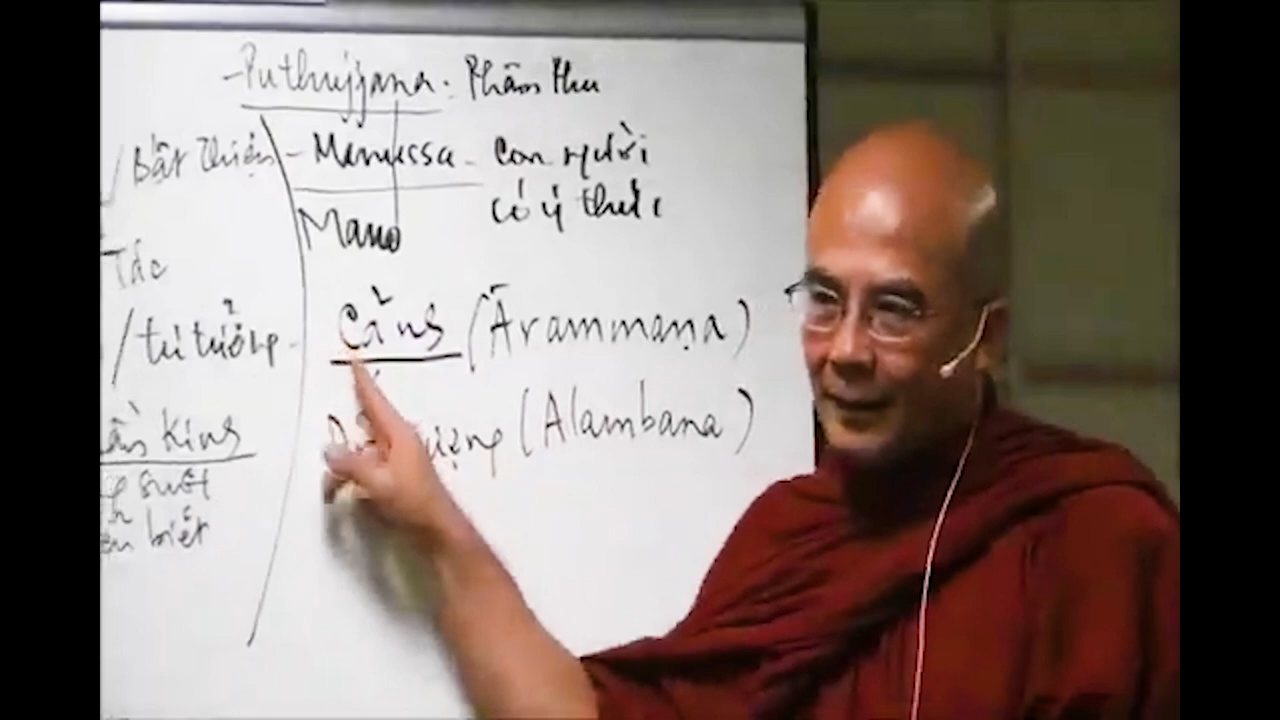 - Puthujjana. Phàm Phu
/ Bất Thiện - Manussa - Con người
có ý thức
Mano
Tác
/ tư tưởng - Cảnh (Ārammaṇa)
(Alambana)
biết